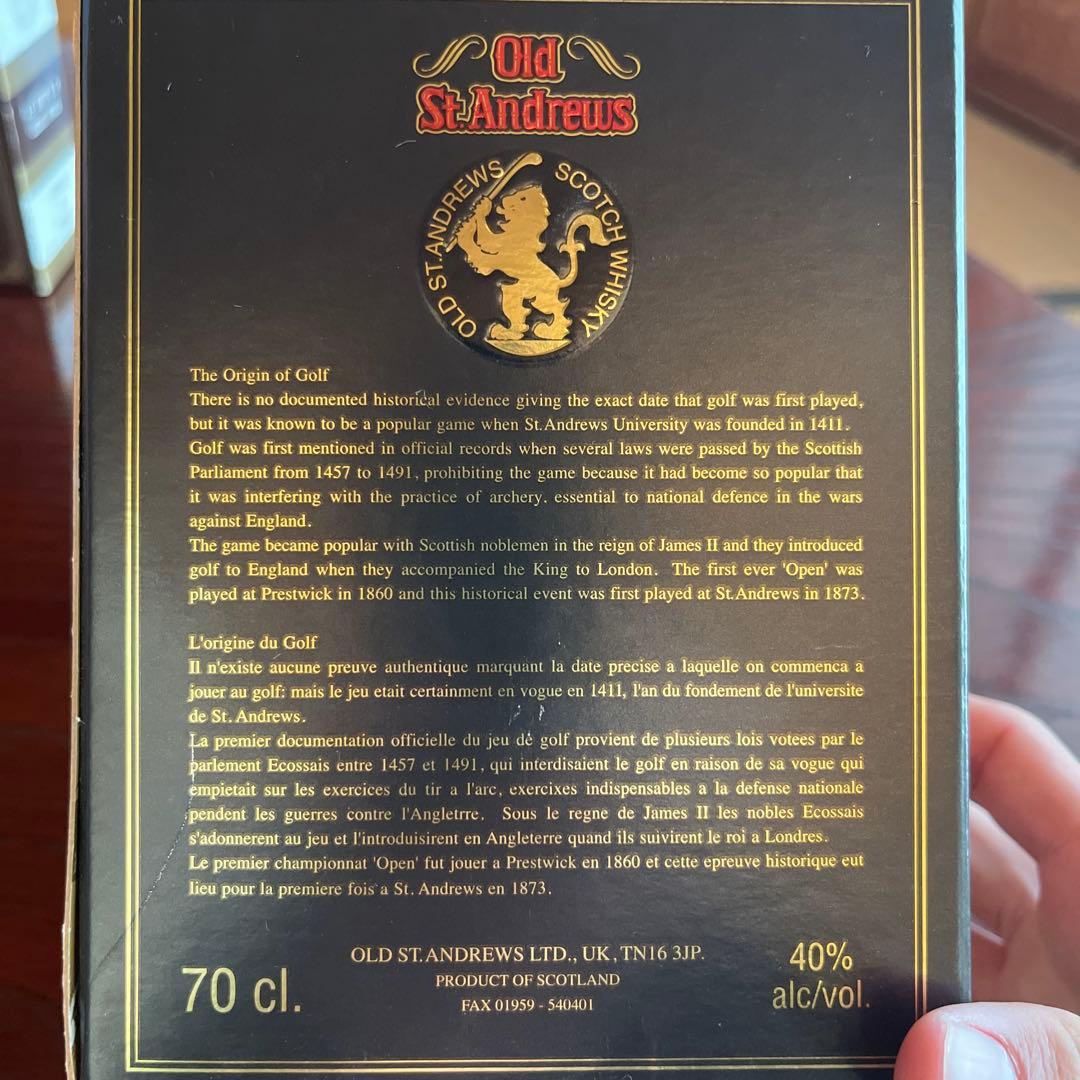 Old
St.Andrews
OLD ST.ANDREWS SCOTCH WHISKY
The Origin of Golf
There is no documented historical evidence giving the exact date that golf was first played,
but it was known to be a popular game when St.Andrews University was founded in 1411.
Golf was first mentioned in official records when several laws were passed by the Scottish
Parliament from 1457 to 1491, prohibiting the game because it had become so popular that
it was interfering with the practice of archery, essential to national defence in the wars
against England.
The game became popular with Scottish noblemen in the reign of James II and they introduced
golf to England when they accompanied the King to London. The first ever 'Open' was
played at Prestwick in 1860 and this historical event was first played at St.Andrews in 1873.
L'origine du Golf
Il n'existe aucune preuve authentique marquant la date precise a laquelle on commenca a
jouer au golf: mais le jeu etait certainment en vogue en 1411, l'an du fondement de l'universite
de St. Andrews.
La premier documentation officielle du jeu de golf provient de plusieurs lois votees par le
parlement Ecossais entre 1457 et 1491, qui interdisaient le golf en raison de sa vogue qui
empietait sur les exercices du tir a l'arc, exercixes indispensables a la defense nationale
pendent les guerres contre l'Angletrre. Sous le regne de James II les nobles Ecossais
s'adonnerent au jeu et l'introduisirent en Angleterre quand ils suivirent le roi a Londres.
Le premier championnat 'Open' fut jouer a Prestwick en 1860 et cette epreuve historique eut
lieu pour la premiere fois a St. Andrews en 1873.
70 cl.
OLD ST.ANDREWS LTD., UK, TN16 3JP.
PRODUCT OF SCOTLAND
FAX 01959 - 540401
40%
alc/vol.